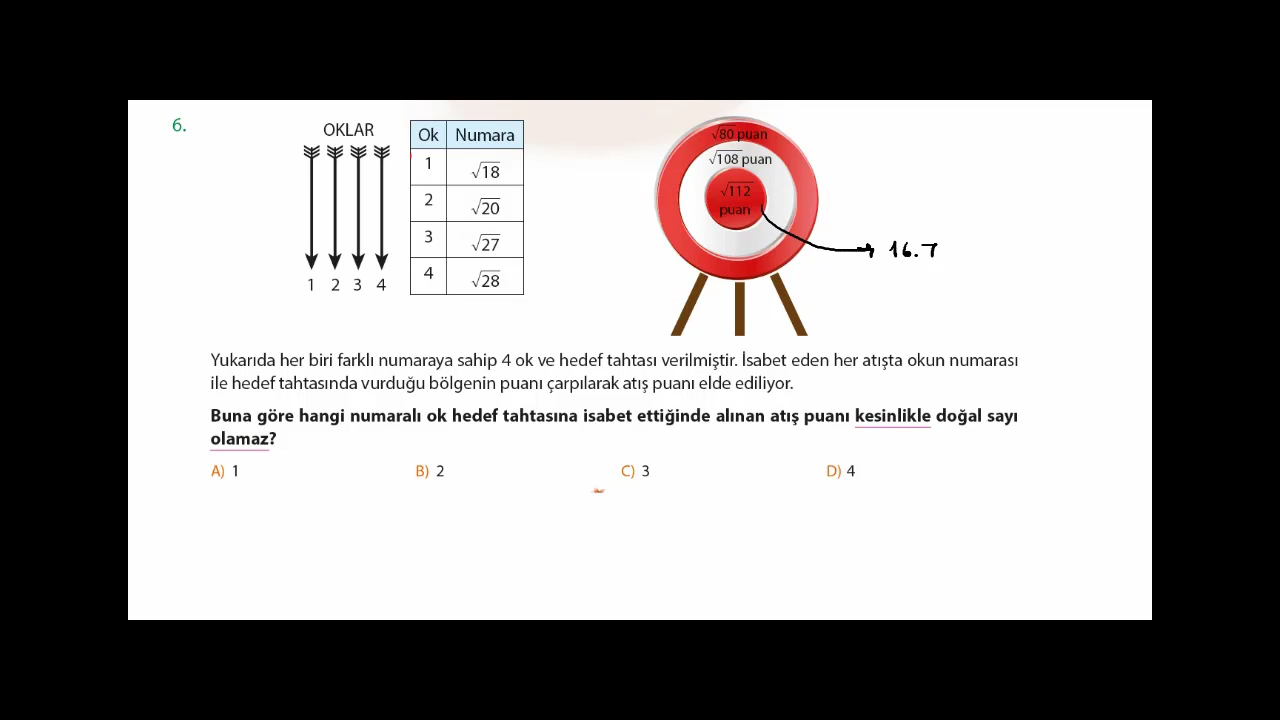 6.
OKLAR
1 2 3 4
Ok Numara
1 √18
2 √20
3 √27
4 √28
√80 puan
√108 puan
√112
puan
16.7
Yukarıda her biri farklı numaraya sahip 4 ok ve hedef tahtası verilmiştir. İsabet eden her atışta okun numarası
ile hedef tahtasında vurduğu bölgenin puanı çarpılarak atış puanı elde ediliyor.
Buna göre hangi numaralı ok hedef tahtasına isabet ettiğinde alınan atış puanı kesinlikle doğal sayı
olamaz?
A) 1 B) 2 C) 3 D) 4